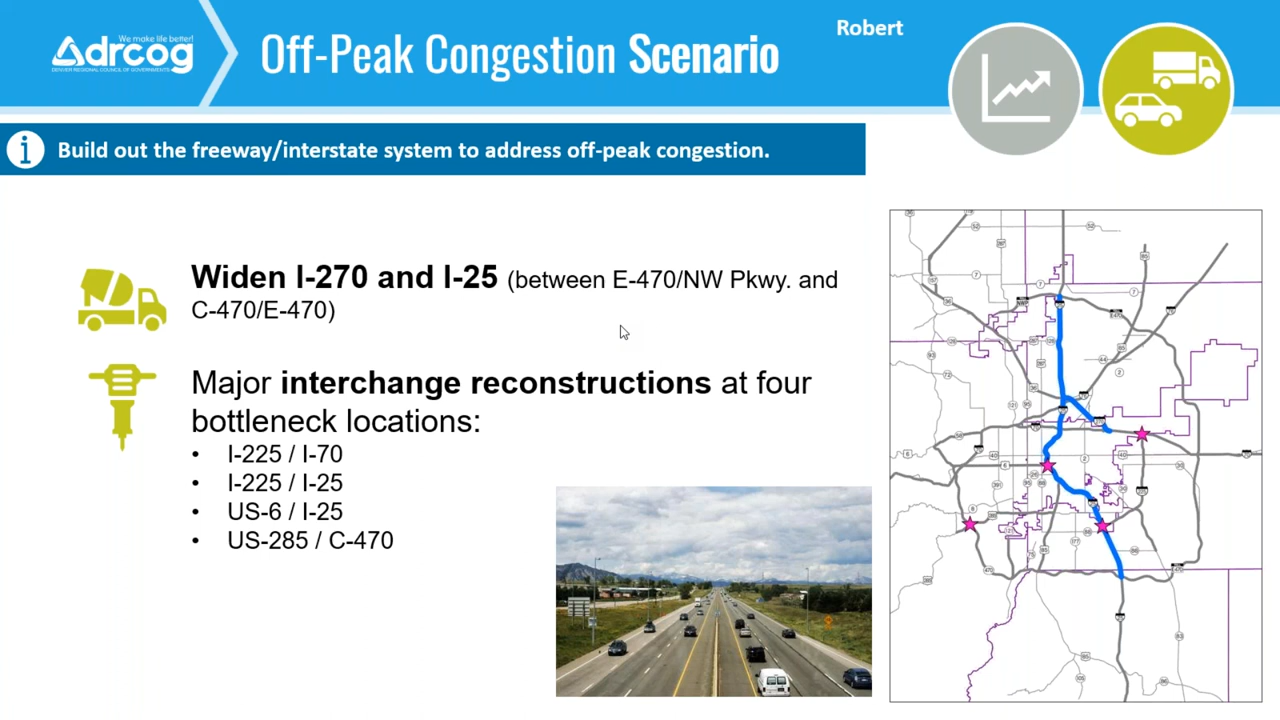 Robert
We make life better!
drcog
DENVER REGIONAL COUNCIL OF GOVERNMENTS
Off-Peak Congestion Scenario
i
Build out the freeway/interstate system to address off-peak congestion.
Widen I-270 and I-25 (between E-470/NW Pkwy. and
C-470/E-470)
Major interchange reconstructions at four
bottleneck locations:
• I-225 / I-70
• I-225 / I-25
• US-6 / I-25
• US-285 / C-470